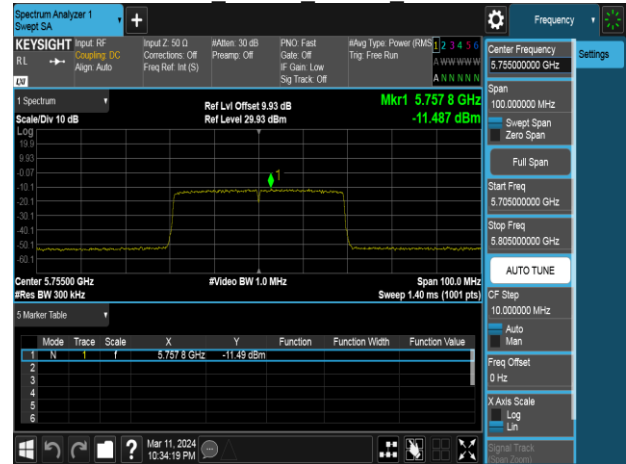 Spectrum Analyzer 1
Swept SA
Frequency
KEYSIGHT
RL
LXI
Input: RF
Coupling: DC
Align: Auto
Input Z: 50 Ω
Corrections: Off
Freq Ref: Int (S)
#Atten: 30 dB
Preamp: Off
PNO: Fast
Gate: Off
IF Gain: Low
Sig Track: Off
#Avg Type: Power (RMS
Trig: Free Run
1 2 3 4 5 6
A W W W W W
A N N N N N
1 Spectrum
Scale/Div 10 dB
Ref Lvl Offset 9.93 dB
Ref Level 29.93 dBm
Mkr1 5.757 8 GHz
-11.487 dBm
Log
19.9
9.93
-0.07
-10.1
-20.1
-30.1
-40.1
-50.1
-60.1
1
Center 5.75500 GHz
#Res BW 300 kHz
#Video BW 1.0 MHz
Span 100.0 MHz
Sweep 1.40 ms (1001 pts)
5 Marker Table
Mode Trace Scale X Y Function Function Width Function Value
1 N 1 f 5.757 8 GHz -11.49 dBm
2
3
4
5
6
Mar 11, 2024
10:34:19 PM
Center Frequency
5.755000000 GHz
Settings
Span
100.000000 MHz
Swept Span
Zero Span
Full Span
Start Freq
5.705000000 GHz
Stop Freq
5.805000000 GHz
AUTO TUNE
CF Step
10.000000 MHz
Auto
Man
Freq Offset
0 Hz
X Axis Scale
Log
Lin
Signal Track
(Span Zoom)